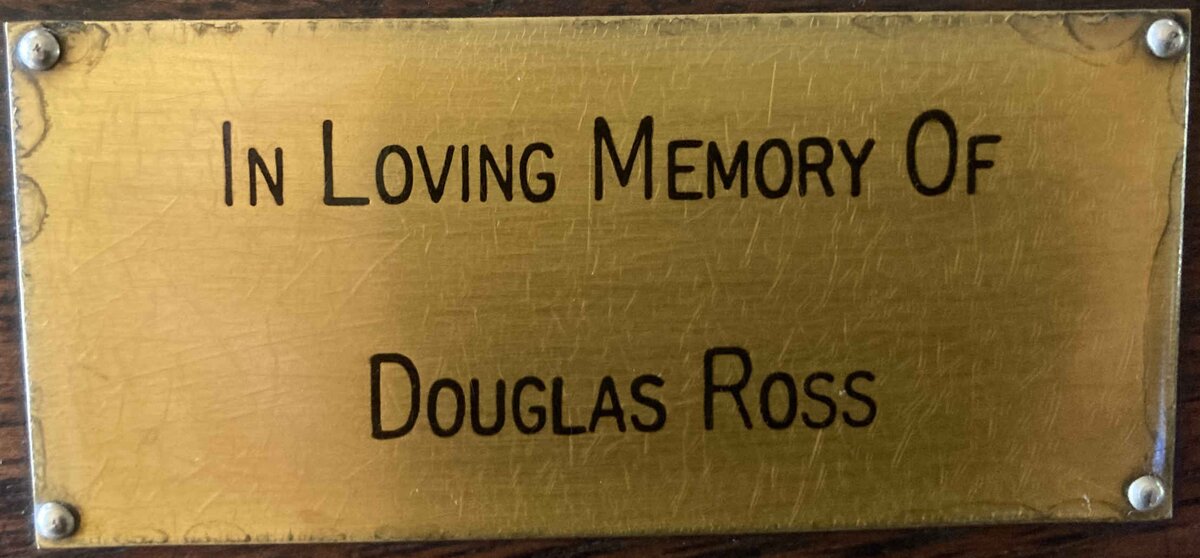 In Loving Memory Of
Douglas Ross